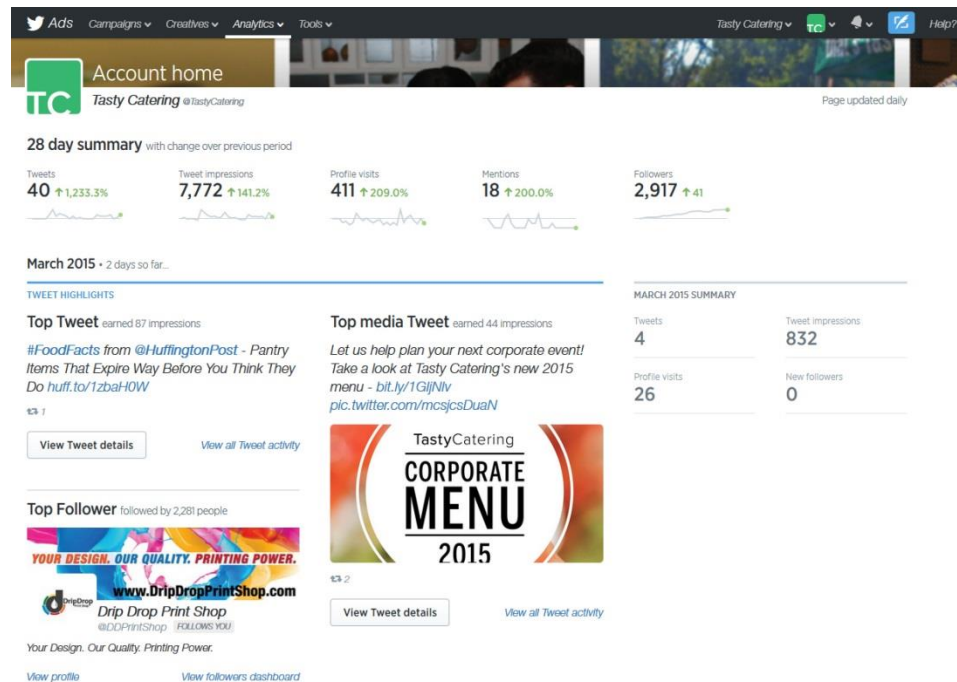 Ads Campaigns Creatives Analytics Tools Tasty Catering TC Help?
Account home
TC
Tasty Catering @TastyCatering Page updated daily
28 day summary with change over previous period
Tweets Tweet impressions Profile visits Mentions Followers
40 ↑1,233.3% 7,772 ↑141.2% 411 ↑209.0% 18 ↑200.0% 2,917 ↑41
March 2015 • 2 days so far...
TWEET HIGHLIGHTS
Top Tweet earned 87 impressions
#FoodFacts from @HuffingtonPost - Pantry
Items That Expire Way Before You Think They
Do huff.to/1zbaH0W
1
View Tweet details View all Tweet activity
Top Follower followed by 2,281 people
YOUR DESIGN. OUR QUALITY. PRINTING POWER.
www.DripDropPrintShop.com
DripDrop
Drip Drop Print Shop
@DDPrintShop FOLLOWS YOU
Your Design. Our Quality. Printing Power.
View profile View followers dashboard
Top media Tweet earned 44 impressions
Let us help plan your next corporate event!
Take a look at Tasty Catering's new 2015
menu - bit.ly/1GljNlv
pic.twitter.com/mcsjcsDuaN
TastyCatering
CORPORATE
MENU
2015
2
View Tweet details View all Tweet activity
MARCH 2015 SUMMARY
Tweets Tweet impressions
4 832
Profile visits New followers
26 0